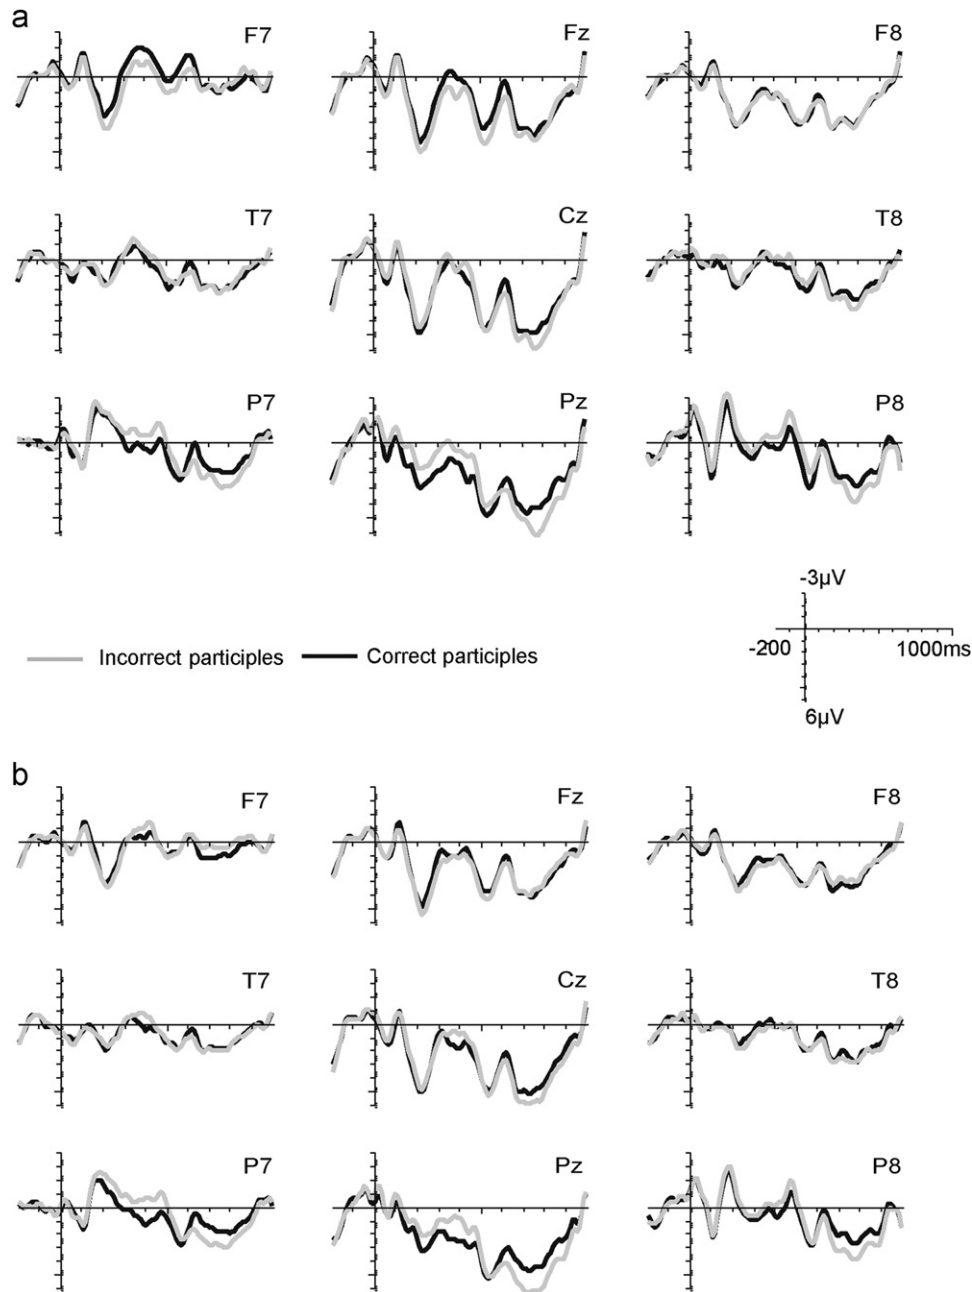 a
F7 Fz F8
T7 Cz T8
P7 Pz P8
-3µV
-200 1000ms
6µV
Incorrect participles Correct participles
b
F7 Fz F8
T7 Cz T8
P7 Pz P8